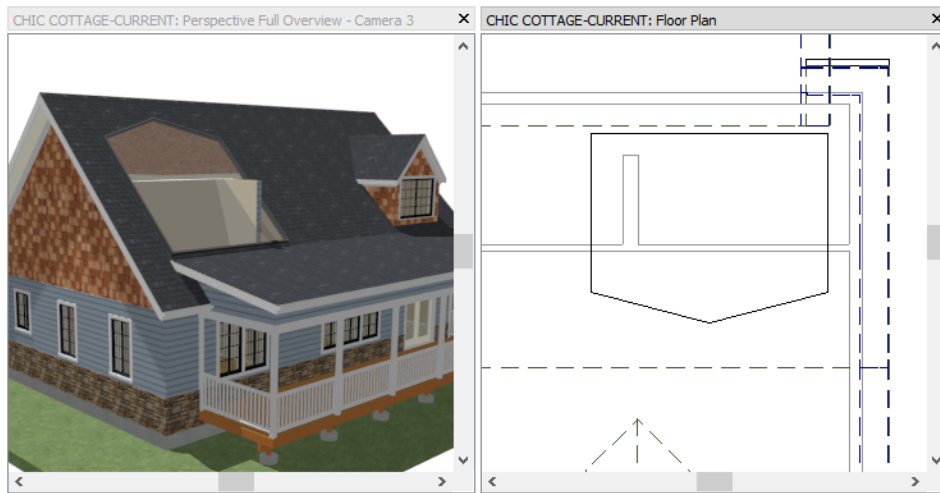 CHIC COTTAGE-CURRENT: Perspective Full Overview - Camera 3
CHIC COTTAGE-CURRENT: Floor Plan